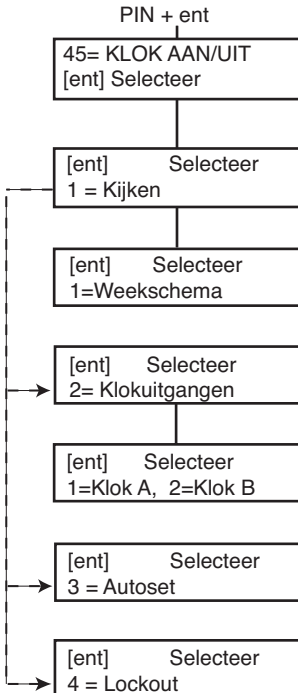 PIN + ent
45= KLOK AAN/UIT
[ent] Selecteer
[ent] Selecteer
1 = Kijken
[ent] Selecteer
1=Weekschema
[ent] Selecteer
2= Klokuitgangen
[ent] Selecteer
1=Klok A, 2=Klok B
[ent] Selecteer
3 = Autoset
[ent] Selecteer
4 = Lockout